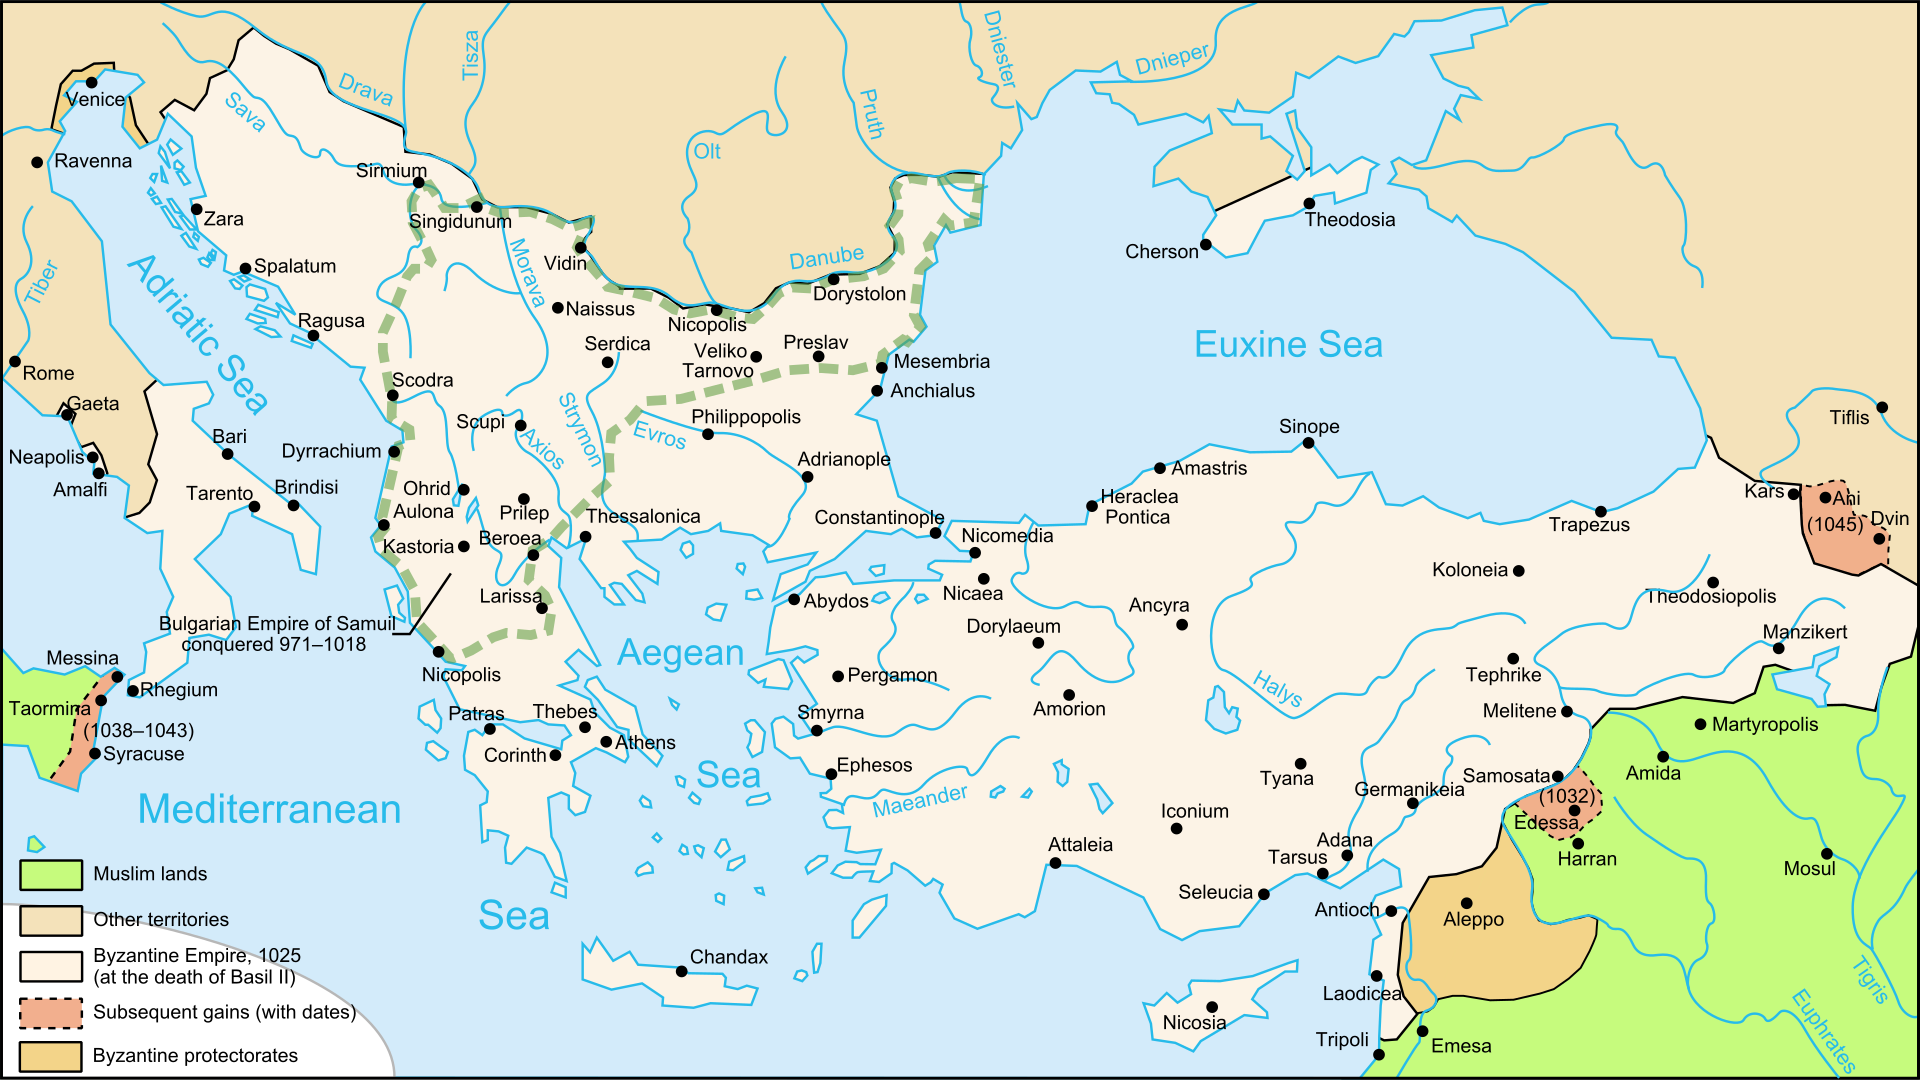 Tisza
Dniester
Dnieper
Drava
Venice
Sava
Pruth
Olt
Ravenna
Sirmium
Singidunum
Zara
Theodosia
Cherson
Tiber
Adriatic Sea
Spalatum
Morava
Vidin
Danube
Dorystolon
Naissus
Ragusa
Nicopolis
Serdica
Veliko
Tarnovo
Preslav
Mesembria
Euxine Sea
Rome
Scodra
Anchialus
Gaeta
Scupi
Axios
Strymon
Evros
Philippopolis
Tiflis
Sinope
Bari
Dyrrachium
Neapolis
Amalfi
Adrianople
Amastris
Tarento
Brindisi
Ohrid
Aulona
Prilep
Thessalonica
Constantinople
Heraclea
Pontica
Trapezus
Kars
Ani
(1045)
Dvin
Kastoria
Beroea
Nicomedia
Nicaea
Koloneia
Larissa
Abydos
Ancyra
Theodosiopolis
Bulgarian Empire of Samuil
conquered 971–1018
Dorylaeum
Manzikert
Aegean
Sea
Messina
Rhegium
Nicopolis
Pergamon
Halys
Tephrike
Taormina
(1038–1043)
Syracuse
Patras
Thebes
Athens
Corinth
Smyrna
Amorion
Melitene
Martyropolis
Ephesos
Maeander
Tyana
Germanikeia
Samosata
(1032)
Edessa
Amida
Mediterranean
Sea
Iconium
Attaleia
Adana
Tarsus
Harran
Mosul
Seleucia
Antioch
Aleppo
Chandax
Laodicea
Nicosia
Tripoli
Emesa
Tigris
Euphrates
Muslim lands
Other territories
Byzantine Empire, 1025
(at the death of Basil II)
Subsequent gains (with dates)
Byzantine protectorates